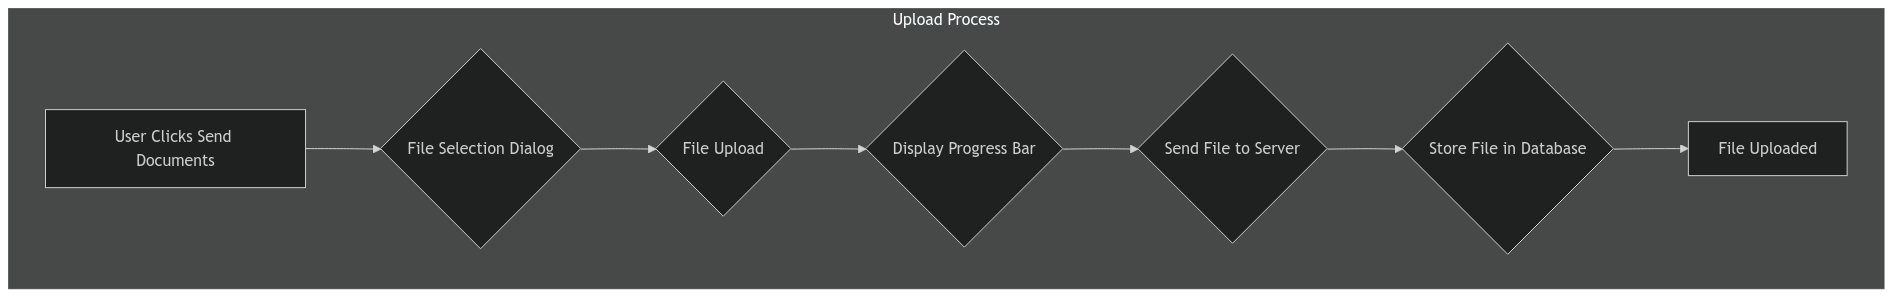 Upload Process
User Clicks Send
Documents
File Selection Dialog
File Upload
Display Progress Bar
Send File to Server
Store File in Database
File Uploaded